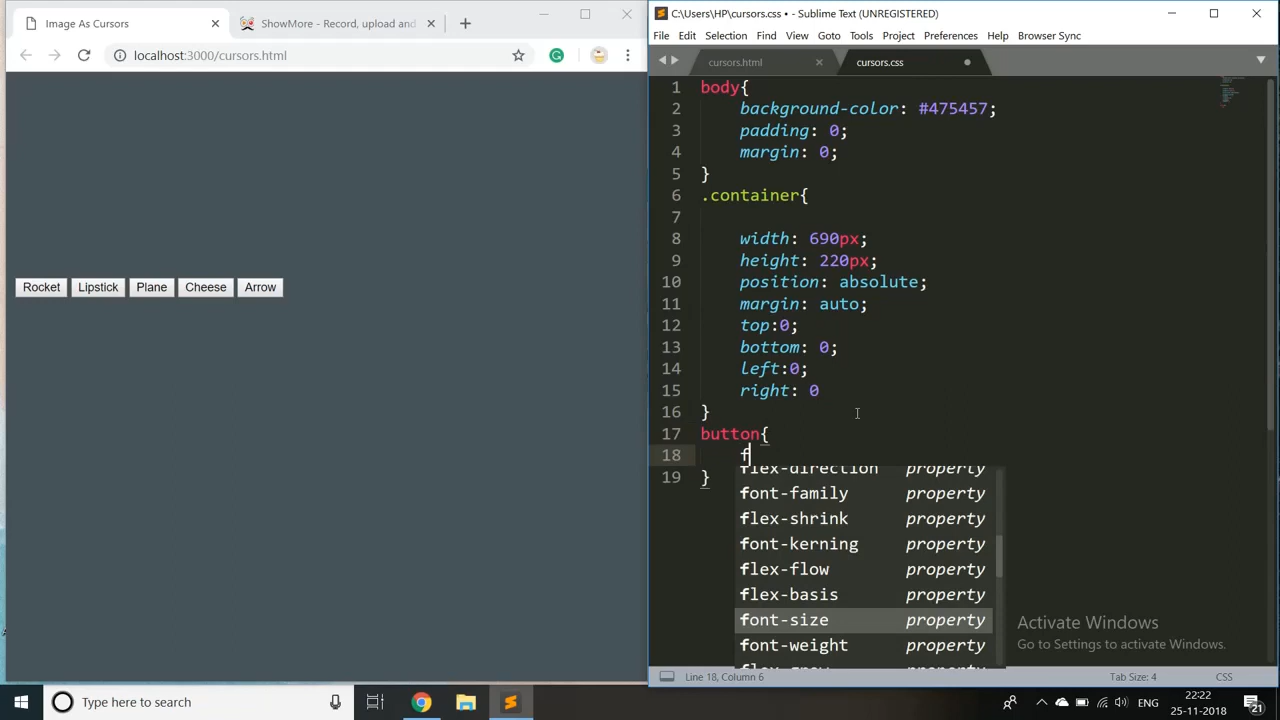 Image As Cursors
ShowMore - Record, upload and
localhost:3000/cursors.html
Rocket
Lipstick
Plane
Cheese
Arrow
C:\Users\HP\cursors.css • - Sublime Text (UNREGISTERED)
File Edit Selection Find View Goto Tools Project Preferences Help Browser Sync
cursors.html
cursors.css
1 body{
2 background-color: #475457;
3 padding: 0;
4 margin: 0;
5 }
6 .container{
7
8 width: 690px;
9 height: 220px;
10 position: absolute;
11 margin: auto;
12 top:0;
13 bottom: 0;
14 left:0;
15 right: 0
16 }
17 button{
18 f
19 }
flex-direction property
font-family property
flex-shrink property
font-kerning property
flex-flow property
flex-basis property
font-size property
font-weight property
Activate Windows
Go to Settings to activate Windows.
Line 18, Column 6
Tab Size: 4
CSS
Type here to search
ENG
22:22
25-11-2018
21